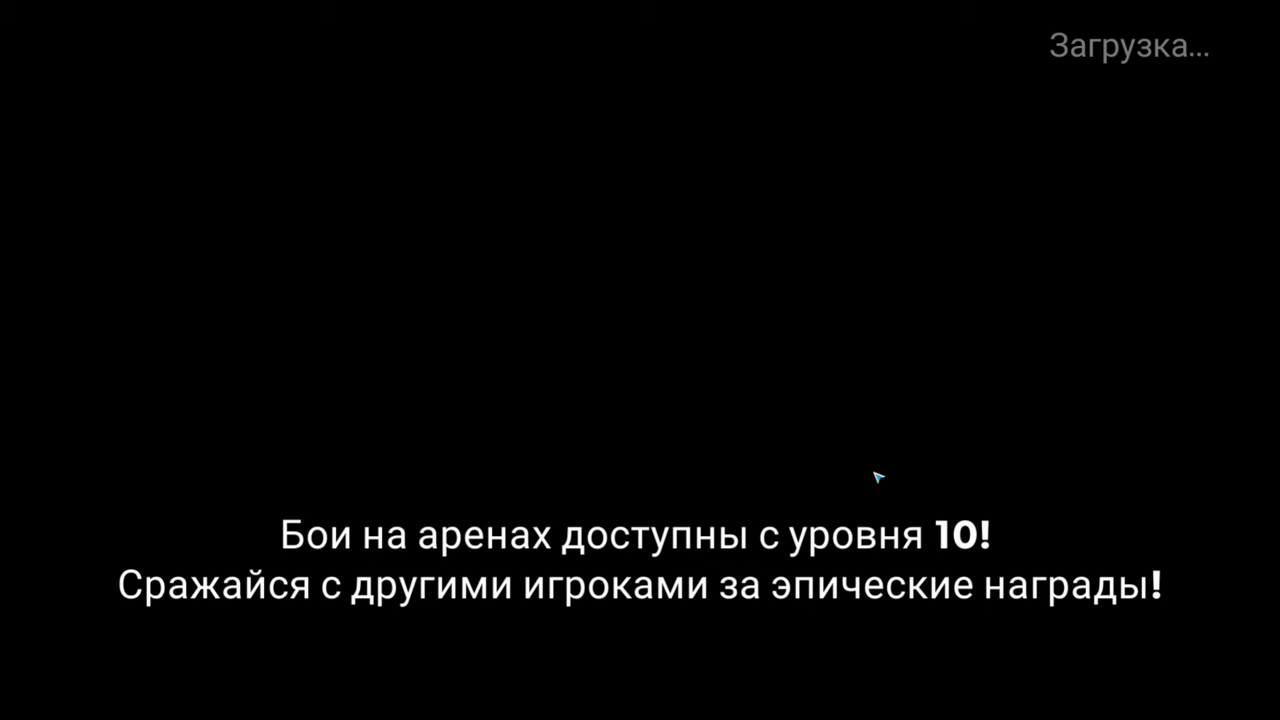 Загрузка...
Бои на аренах доступны с уровня 10!
Сражайся с другими игроками за эпические награды!